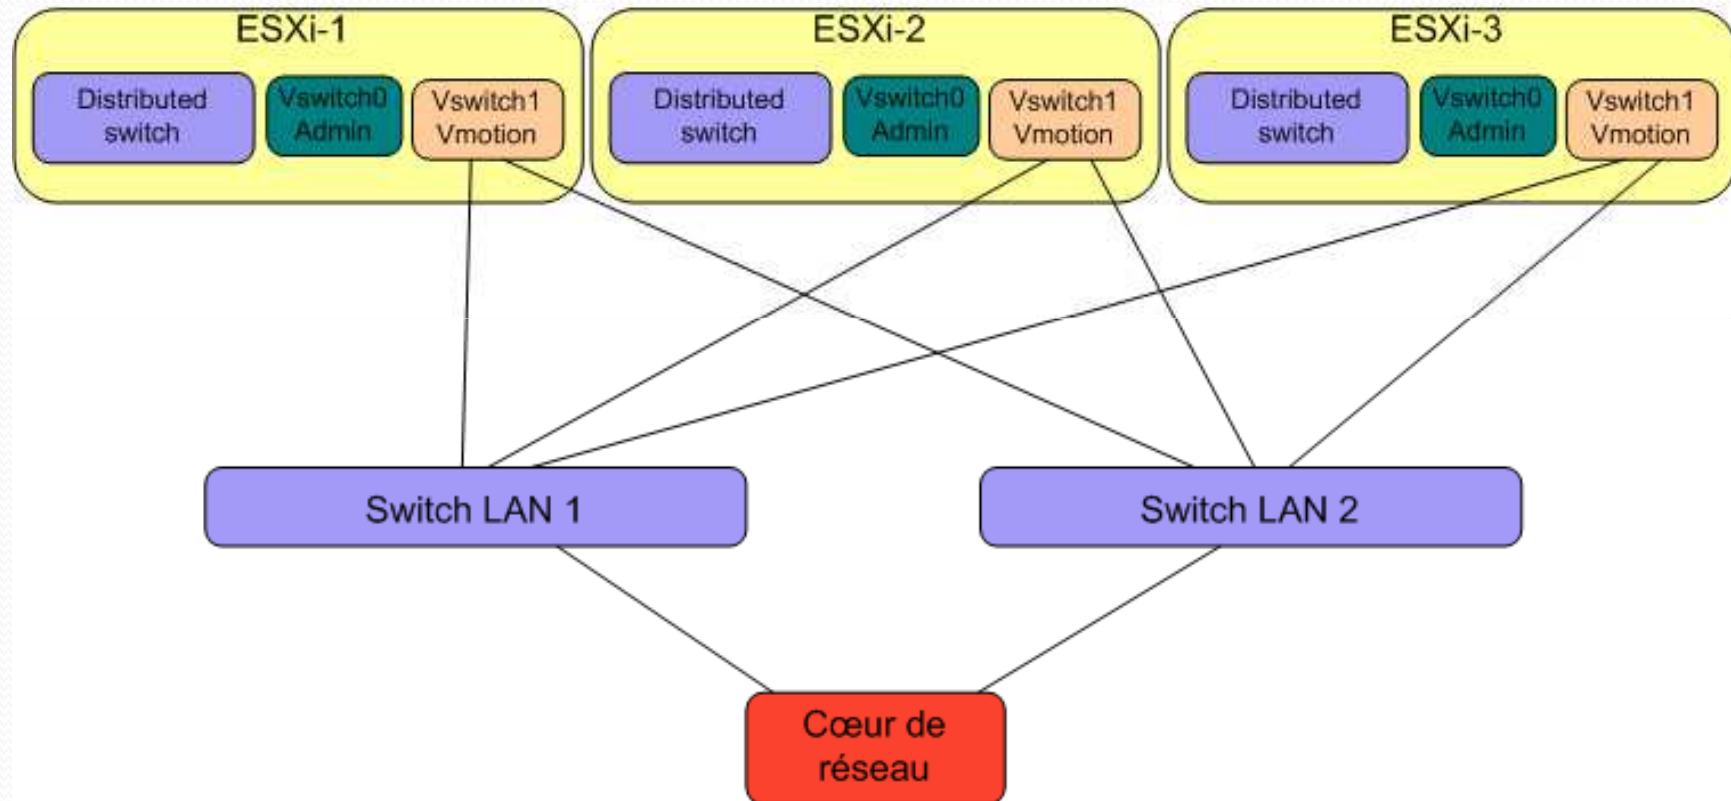 ESXi-1
Distributed
switch
Vswitch0
Admin
Vswitch1
Vmotion
ESXi-2
Distributed
switch
Vswitch0
Admin
Vswitch1
Vmotion
ESXi-3
Distributed
switch
Vswitch0
Admin
Vswitch1
Vmotion
Switch LAN 1
Switch LAN 2
Cœur de
réseau